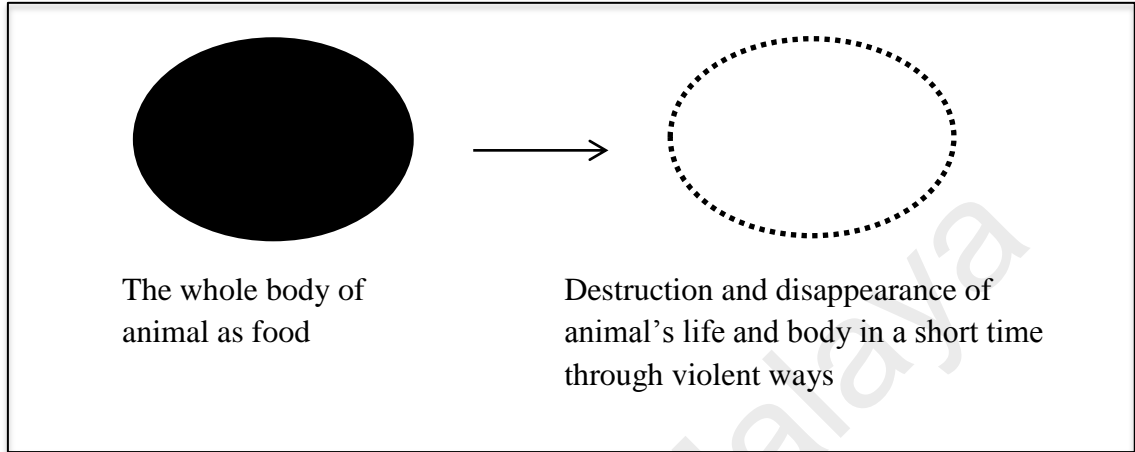 The whole body of
animal as food
Destruction and disappearance of
animal's life and body in a short time
through violent ways
alaya